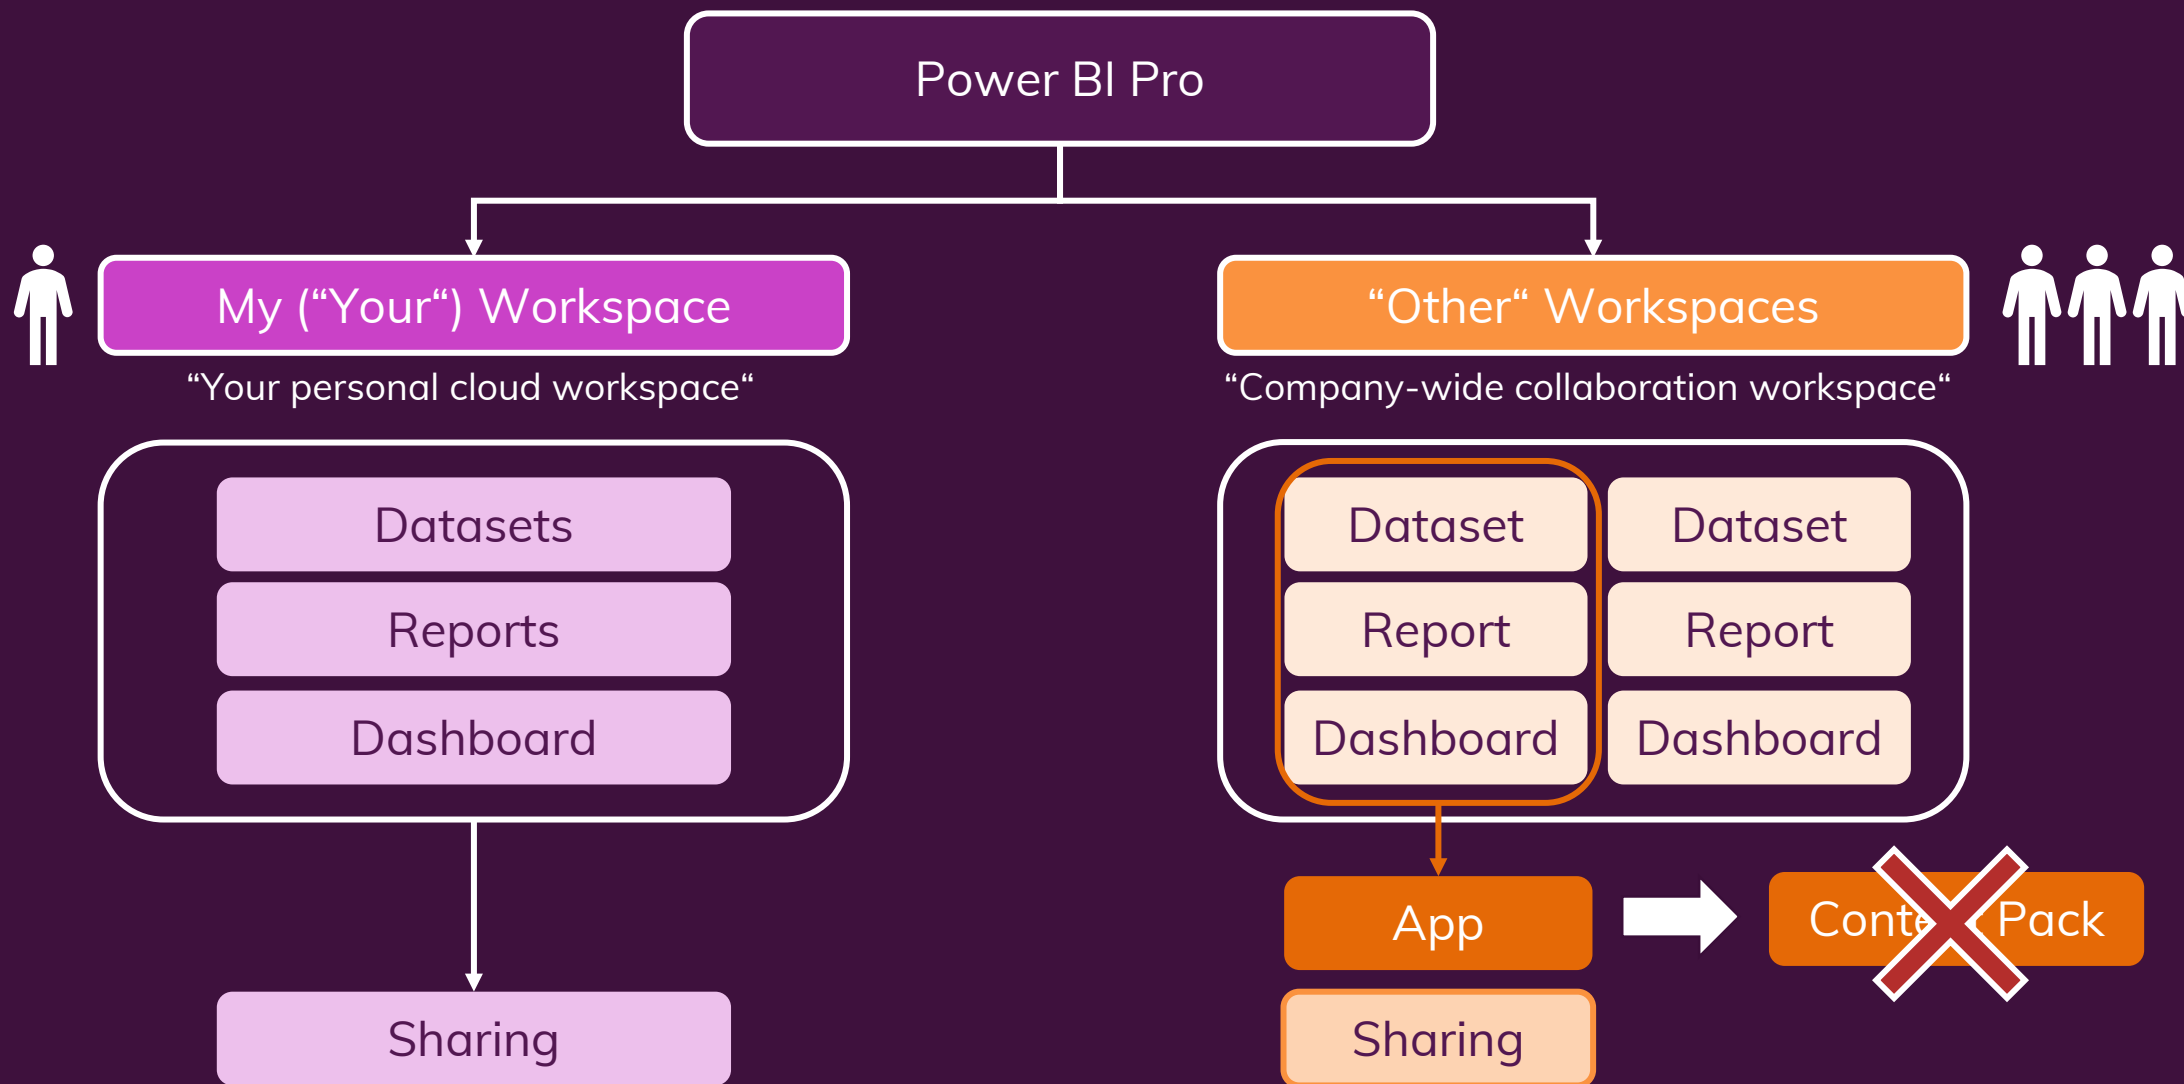 Power BI Pro
My (“Your“) Workspace
“Other“ Workspaces
“Your personal cloud workspace“
“Company-wide collaboration workspace“
Datasets
Reports
Dashboard
Dataset
Dataset
Report
Report
Dashboard
Dashboard
App
Pack
Sharing
Sharing